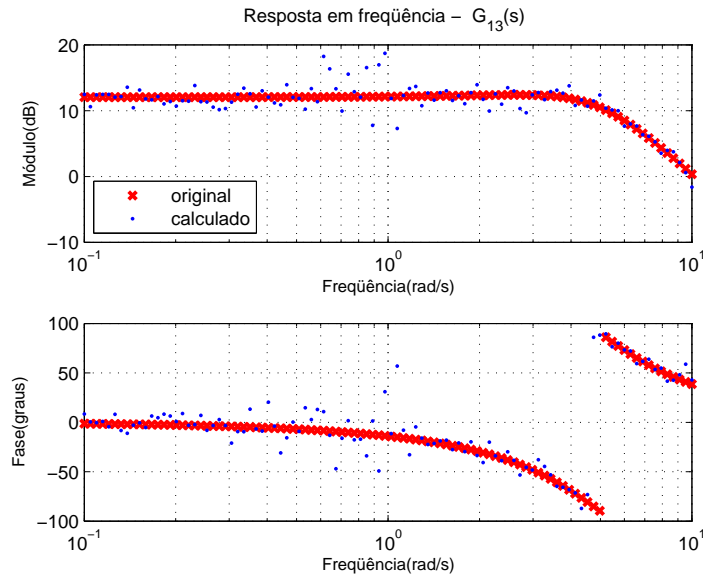 Resposta em freqüência − G13(s)
20
10
0
−10
Módulo(dB)
original
calculado
10−1 100 101
Freqüência(rad/s)
100
50
0
−50
−100
Fase(graus)
10−1 100 101
Freqüência(rad/s)